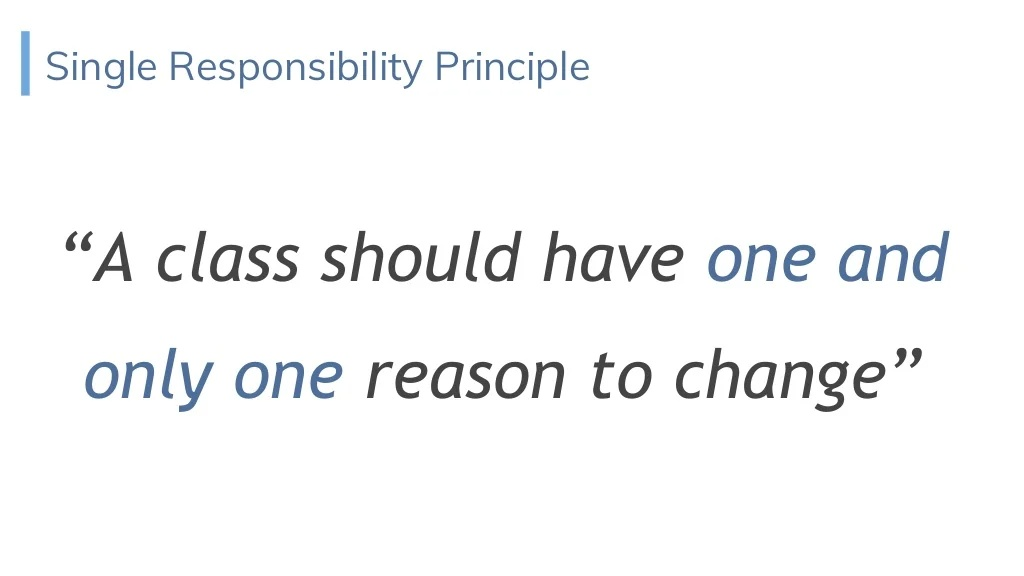 Single Responsibility Principle
“A class should have one and
only one reason to change”